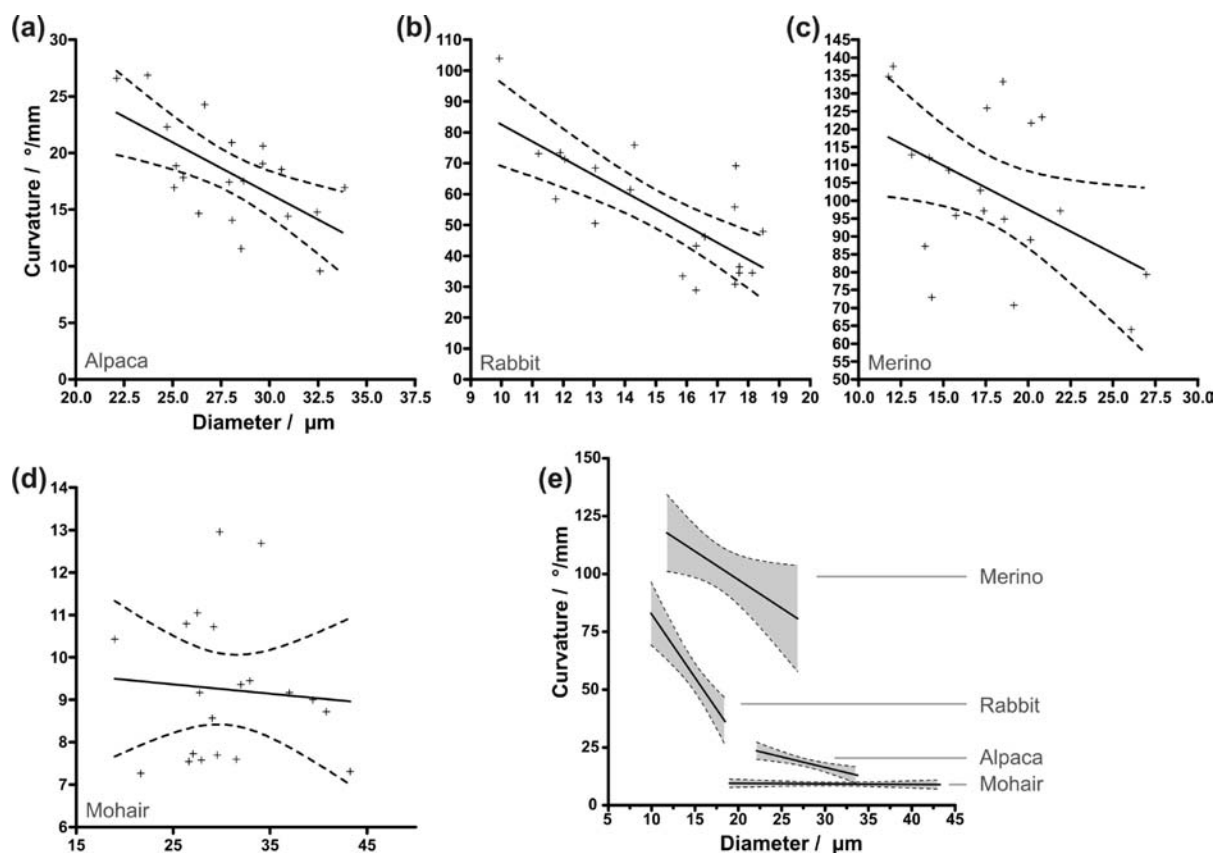 (a)
Curvature / °/mm
30
25
20
15
10
5
0
Alpaca
20.0 22.5 25.0 27.5 30.0 32.5 35.0 37.5
Diameter / µm
(b)
110
100
90
80
70
60
50
40
30
20
10
0
Rabbit
9 10 11 12 13 14 15 16 17 18 19 20
(c)
145
140
135
130
125
120
115
110
105
100
95
90
85
80
75
70
65
60
55
50
Merino
10.0 12.5 15.0 17.5 20.0 22.5 25.0 27.5 30.0
Diameter / µm
(d)
14
13
12
11
10
9
8
7
6
Mohair
15 25 35 45
(e)
Curvature / °/mm
150
125
100
75
50
25
0
Merino
Rabbit
Alpaca
Mohair
5 10 15 20 25 30 35 40 45
Diameter / µm